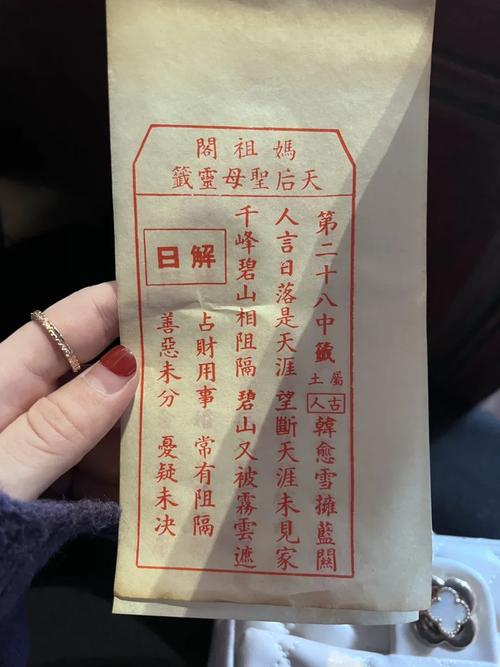 媽祖閣
天后聖母靈籤
第二十八中籤 屬土 古人 韓愈雪擁藍關
人言日落是天涯 望斷天涯未見家
千峰碧山相阻隔 碧山又被霧雲遮
解曰
占財用事 常有阻隔
善惡未分 憂疑未决